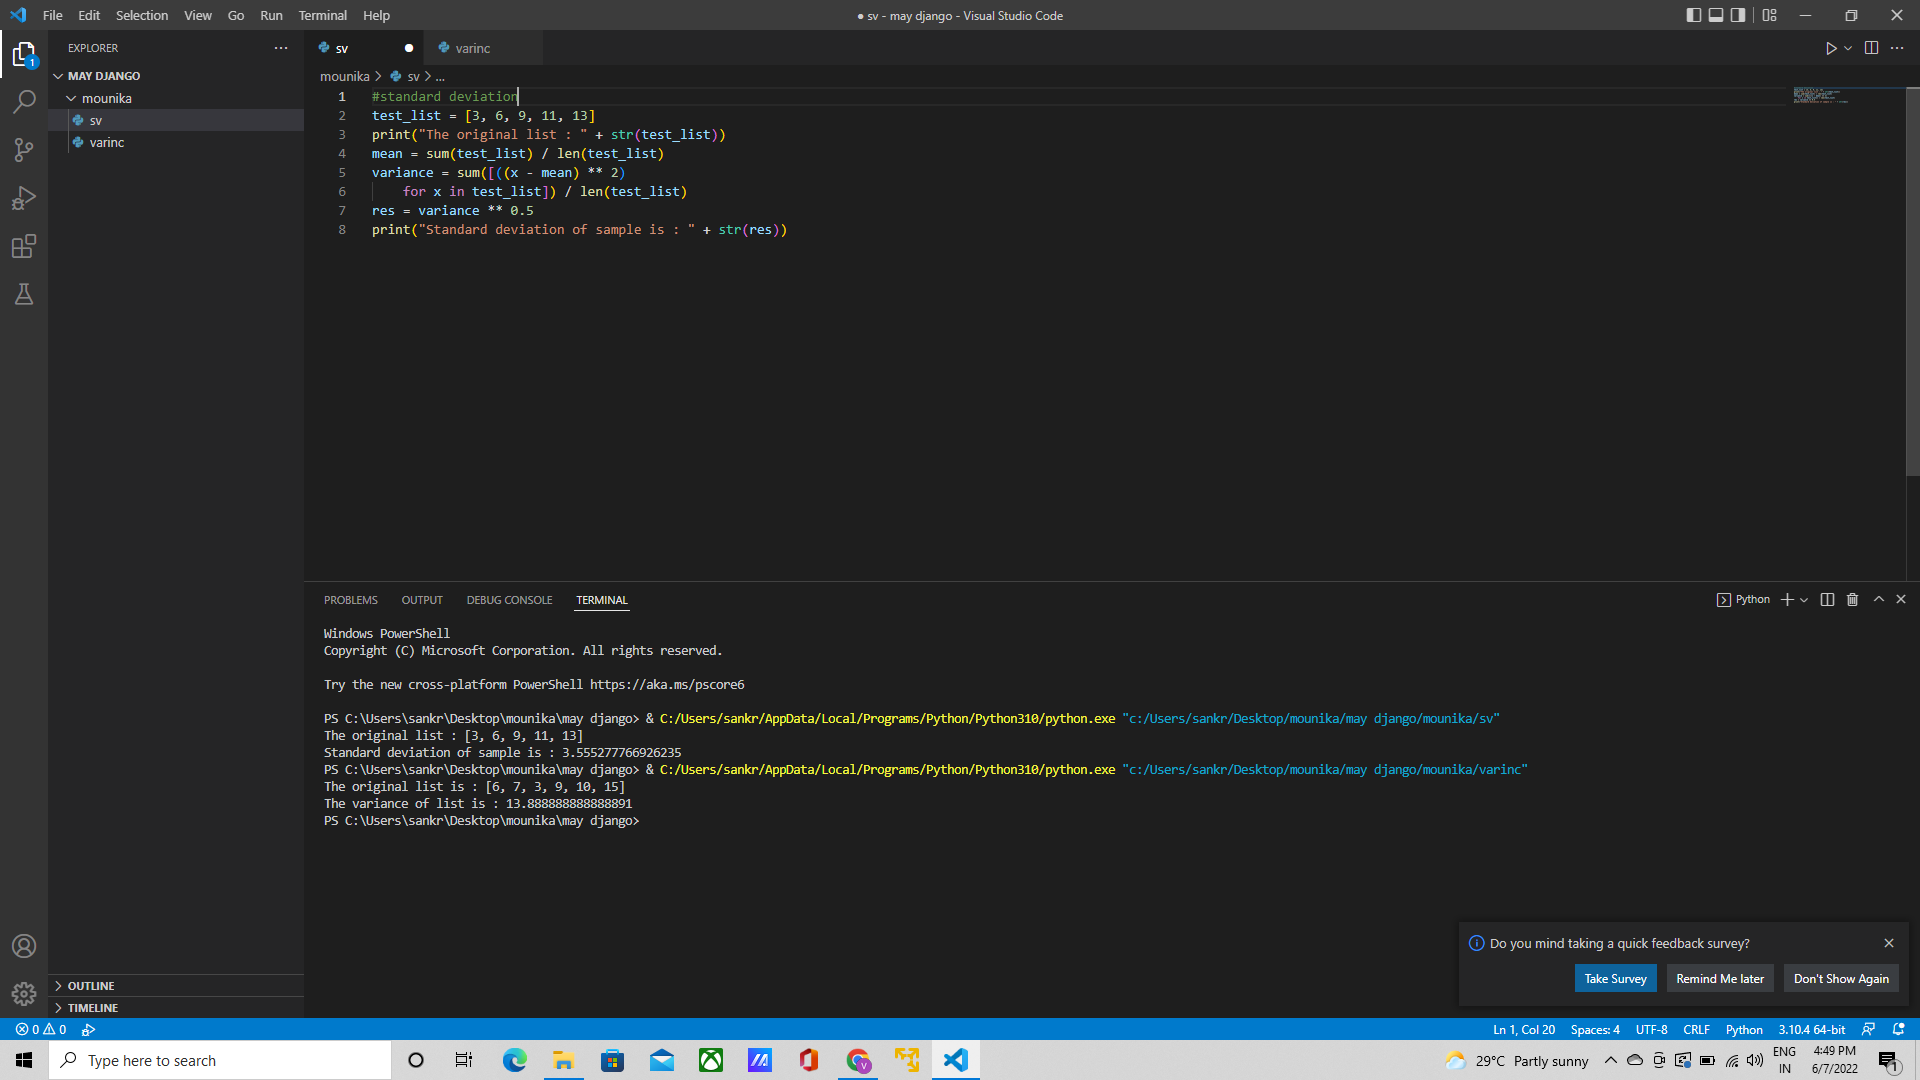 File Edit Selection View Go Run Terminal Help
● sv - may django - Visual Studio Code
EXPLORER
1
MAY DJANGO
mounika
sv
varinc
OUTLINE
TIMELINE
sv
varinc
mounika > sv > ...
1 #standard deviation
2 test_list = [3, 6, 9, 11, 13]
3 print("The original list : " + str(test_list))
4 mean = sum(test_list) / len(test_list)
5 variance = sum([((x - mean) ** 2)
6 for x in test_list]) / len(test_list)
7 res = variance ** 0.5
8 print("Standard deviation of sample is : " + str(res))
PROBLEMS OUTPUT DEBUG CONSOLE TERMINAL
Python
Windows PowerShell
Copyright (C) Microsoft Corporation. All rights reserved.
Try the new cross-platform PowerShell https://aka.ms/pscore6
PS C:\Users\sankr\Desktop\mounika\may django> & C:/Users/sankr/AppData/Local/Programs/Python/Python310/python.exe "c:/Users/sankr/Desktop/mounika/may django/mounika/sv"
The original list : [3, 6, 9, 11, 13]
Standard deviation of sample is : 3.555277766926235
PS C:\Users\sankr\Desktop\mounika\may django> & C:/Users/sankr/AppData/Local/Programs/Python/Python310/python.exe "c:/Users/sankr/Desktop/mounika/may django/mounika/varinc"
The original list is : [6, 7, 3, 9, 10, 15]
The variance of list is : 13.888888888888891
PS C:\Users\sankr\Desktop\mounika\may django>
Do you mind taking a quick feedback survey?
Take Survey Remind Me later Don't Show Again
0 0
Ln 1, Col 20 Spaces: 4 UTF-8 CRLF Python 3.10.4 64-bit
Type here to search
V
29°C Partly sunny
ENG
IN
4:49 PM
6/7/2022
1